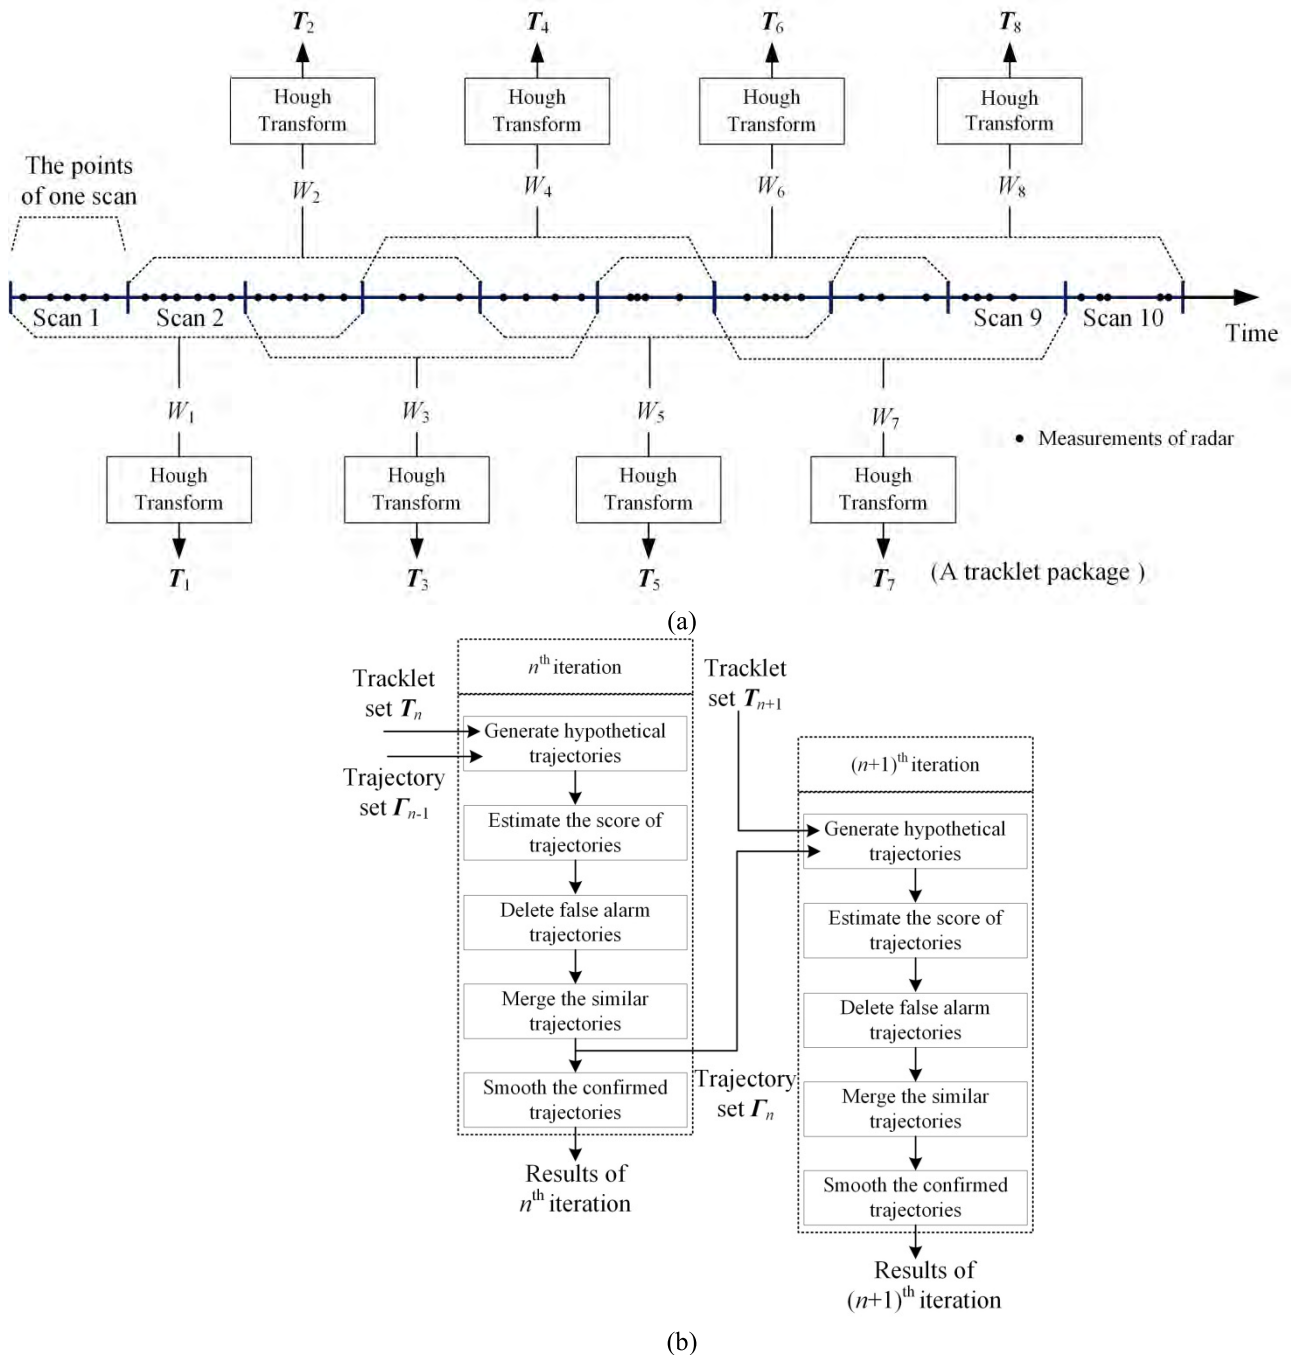 T2
T4
T6
T8
Hough
Transform
Hough
Transform
Hough
Transform
Hough
Transform
The points
of one scan
W2
W4
W6
W8
Scan 1
Scan 2
Scan 9
Scan 10
Time
W1
W3
W5
W7
Measurements of radar
Hough
Transform
Hough
Transform
Hough
Transform
Hough
Transform
T1
T3
T5
T7
(A tracklet package )
(a)
nth iteration
Tracklet
set Tn
Trajectory
set Γn-1
Generate hypothetical
trajectories
Estimate the score of
trajectories
Delete false alarm
trajectories
Merge the similar
trajectories
Smooth the confirmed
trajectories
Results of
nth iteration
Tracklet
set Tn+1
Trajectory
set Γn
(n+1)th iteration
Generate hypothetical
trajectories
Estimate the score of
trajectories
Delete false alarm
trajectories
Merge the similar
trajectories
Smooth the confirmed
trajectories
Results of
(n+1)th iteration
(b)